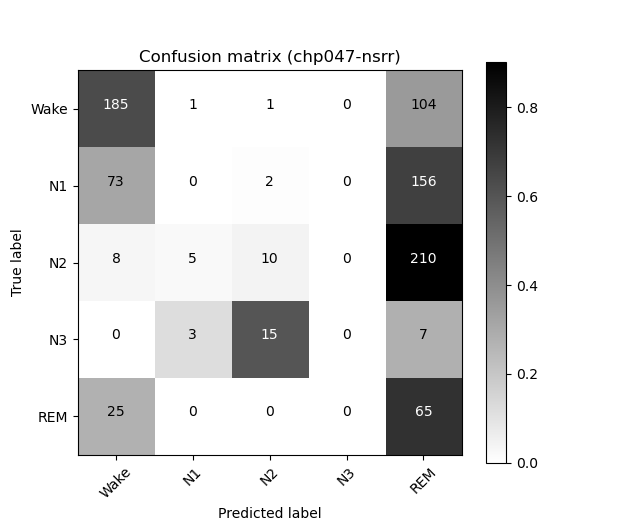 Confusion matrix (chp047-nsrr)
True label
Wake 185 1 1 0 104
N1 73 0 2 0 156
N2 8 5 10 0 210
N3 0 3 15 0 7
REM 25 0 0 0 65
Wake N1 N2 N3 REM
Predicted label
0.8
0.6
0.4
0.2
0.0